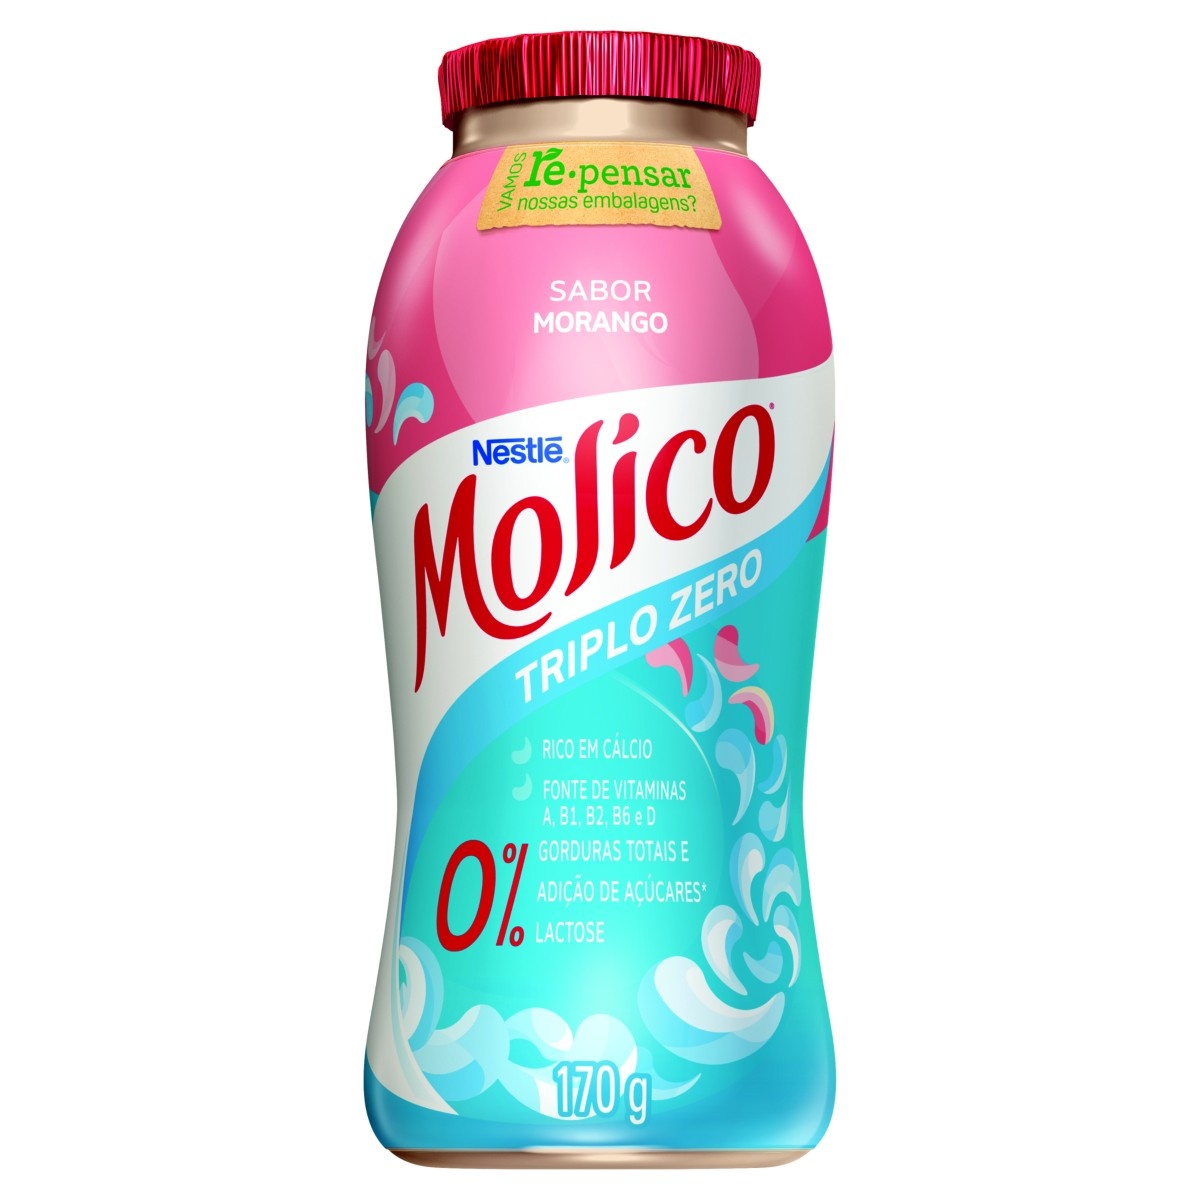 VAMOS
re•pensar
nossas embalagens?
SABOR
MORANGO
Nestlé®
Molico®
TRIPLO ZERO
RICO EM CÁLCIO
FONTE DE VITAMINAS
A, B1, B2, B6 e D
0%
GORDURAS TOTAIS E
ADIÇÃO DE AÇÚCARES*
LACTOSE
170 g